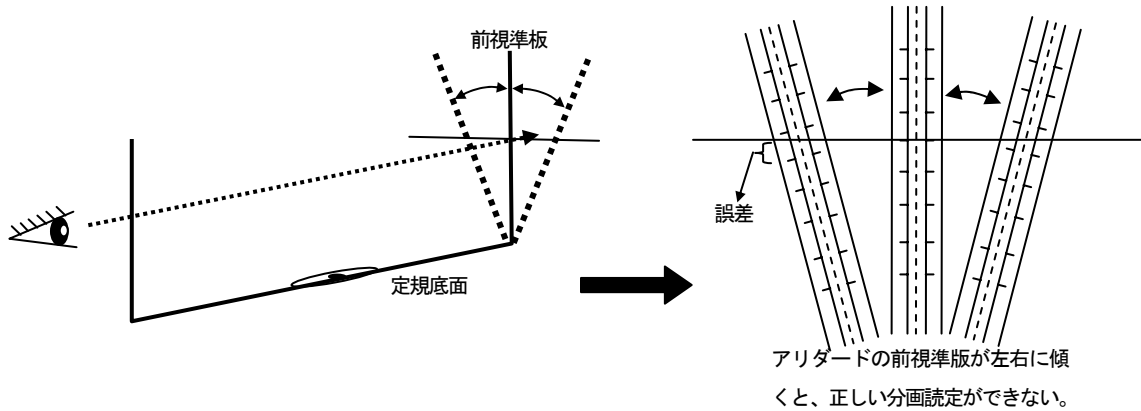 前視準板
定規底面
誤差
アリダードの前視準版が左右に傾
くと、正しい分画読定ができない。